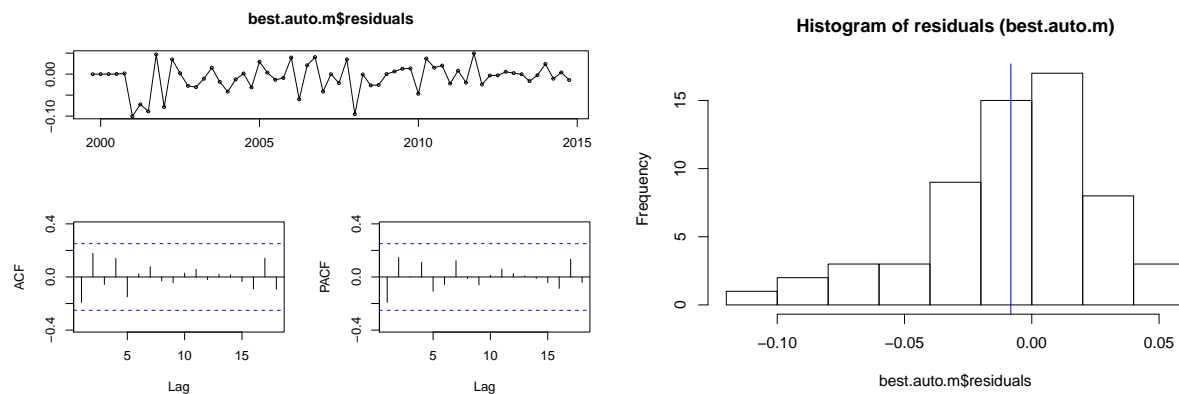 best.auto.m$residuals
0.00
−0.10
2000 2005 2010 2015
ACF
0.4
0.0
−0.4
5 10 15
Lag
PACF
0.4
0.0
−0.4
5 10 15
Lag
Histogram of residuals (best.auto.m)
Frequency
15
10
5
0
−0.10 −0.05 0.00 0.05
best.auto.m$residuals